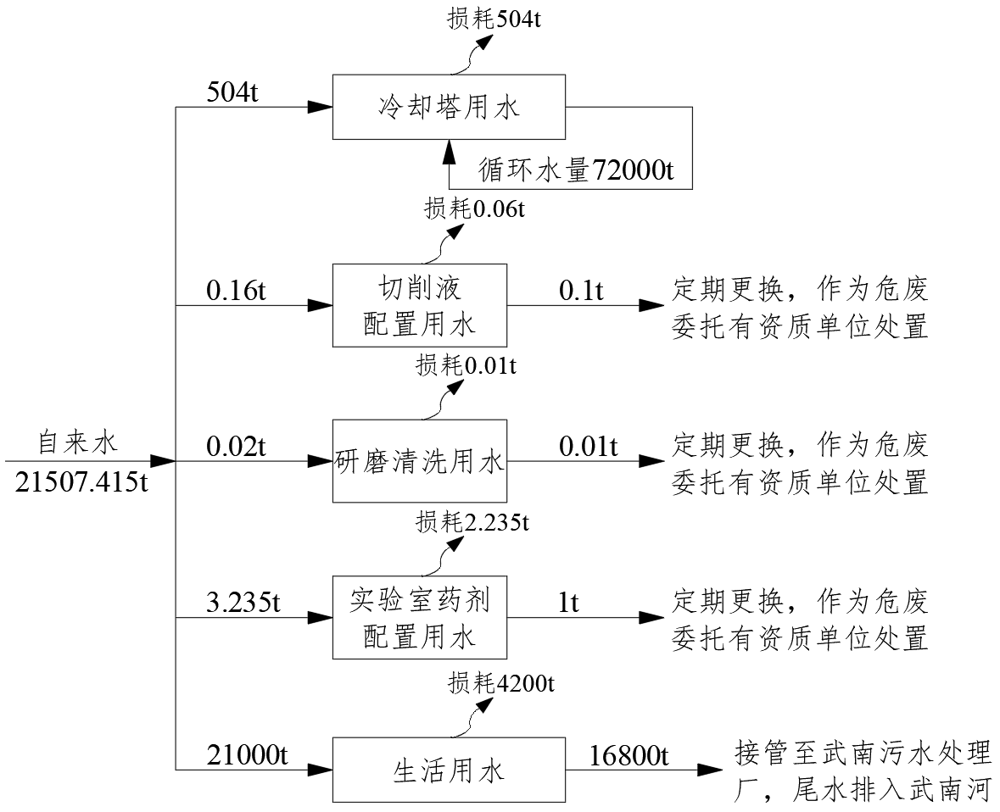 损耗504t
504t
冷却塔用水
循环水量72000t
损耗0.06t
0.16t
切削液
配置用水
0.1t
定期更换，作为危废
委托有资质单位处置
损耗0.01t
自来水
21507.415t
0.02t
研磨清洗用水
0.01t
定期更换，作为危废
委托有资质单位处置
损耗2.235t
3.235t
实验室药剂
配置用水
1t
定期更换，作为危废
委托有资质单位处置
损耗4200t
21000t
生活用水
16800t
接管至武南污水处理
厂，尾水排入武南河